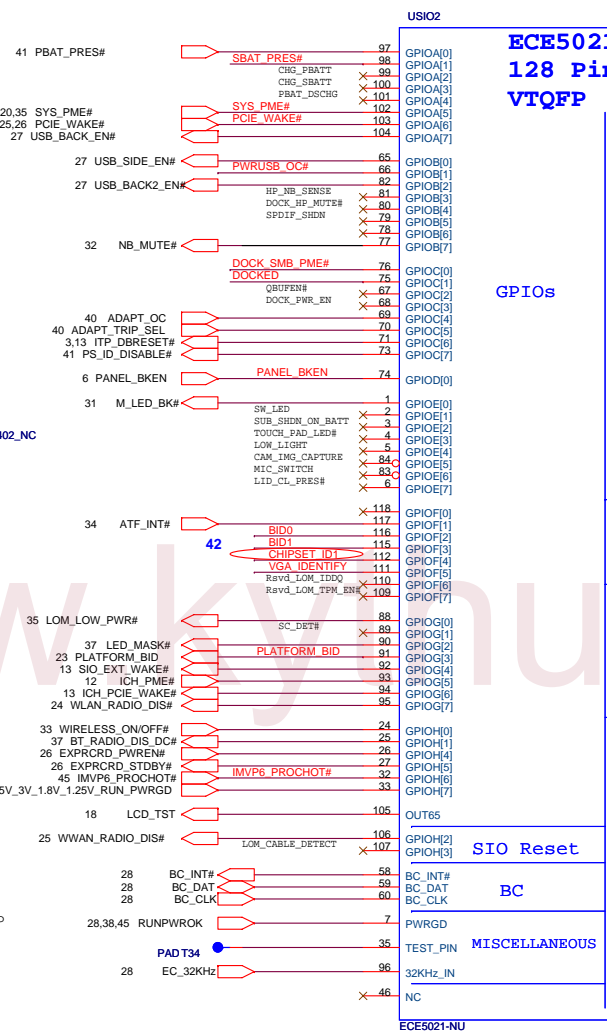 USIO2
ECE5021
128 Pin
VTQFP
41 PBAT_PRES# 97 GPIOA[0]
SBAT_PRES# 98 GPIOA[1]
CHG_PBATT 99 GPIOA[2]
CHG_SBATT 100 GPIOA[3]
PBAT_DSCHG 101 GPIOA[4]
20,35 SYS_PME# SYS_PME# 102 GPIOA[5]
25,26 PCIE_WAKE# PCIE_WAKE# 103 GPIOA[6]
27 USB_BACK_EN# 104 GPIOA[7]
27 USB_SIDE_EN# 65 GPIOB[0]
PWRUSB_OC# 66 GPIOB[1]
27 USB_BACK2_EN# 82 GPIOB[2]
HP_NB_SENSE 81 GPIOB[3]
DOCK_HP_MUTE# 80 GPIOB[4]
SPDIF_SHDN 79 GPIOB[5]
78 GPIOB[6]
32 NB_MUTE# 77 GPIOB[7]
DOCK_SMB_PME# 76 GPIOC[0]
DOCKED 75 GPIOC[1]
QBUFEN# 67 GPIOC[2]
GPIOs
DOCK_PWR_EN 68 GPIOC[3]
40 ADAPT_OC 69 GPIOC[4]
40 ADAPT_TRIP_SEL 70 GPIOC[5]
3,13 ITP_DBRESET# 71 GPIOC[6]
41 PS_ID_DISABLE# 73 GPIOC[7]
6 PANEL_BKEN PANEL_BKEN 74 GPIOD[0]
31 M_LED_BK# 1 GPIOE[0]
SW_LED 2 GPIOE[1]
SUB_SHDN_ON_BATT 3 GPIOE[2]
402_NC TOUCH_PAD_LED# 4 GPIOE[3]
LOW_LIGHT 5 GPIOE[4]
CAM_IMG_CAPTURE 84 GPIOE[5]
MIC_SWITCH 83 GPIOE[6]
LID_CL_PRES# 6 GPIOE[7]
118 GPIOF[0]
34 ATF_INT# 117 GPIOF[1]
BID0 116 GPIOF[2]
42 BID1 115 GPIOF[3]
CHIPSET_ID1 112 GPIOF[4]
VGA_IDENTIFY 111 GPIOF[5]
Rsvd_LOM_IDDQ 110 GPIOF[6]
Rsvd_LOM_TPM_EN# 109 GPIOF[7]
35 LOM_LOW_PWR# 88 GPIOG[0]
SC_DET# 89 GPIOG[1]
37 LED_MASK# 90 GPIOG[2]
23 PLATFORM_BID PLATFORM_BID 91 GPIOG[3]
13 SIO_EXT_WAKE# 92 GPIOG[4]
12 ICH_PME# 93 GPIOG[5]
13 ICH_PCIE_WAKE# 94 GPIOG[6]
24 WLAN_RADIO_DIS# 95 GPIOG[7]
33 WIRELESS_ON/OFF# 24 GPIOH[0]
37 BT_RADIO_DIS_DC# 25 GPIOH[1]
26 EXPRCRD_PWREN# 26 GPIOH[4]
26 EXPRCRD_STDBY# 27 GPIOH[5]
45 IMVP6_PROCHOT# IMVP6_PROCHOT# 32 GPIOH[6]
5V_3V_1.8V_1.25V_RUN_PWRGD 33 GPIOH[7]
18 LCD_TST 105 OUT65
25 WWAN_RADIO_DIS# 106 GPIOH[2]
LOM_CABLE_DETECT 107 GPIOH[3]
SIO Reset
28 BC_INT# 58 BC_INT#
28 BC_DAT 59 BC_DAT
28 BC_CLK 60 BC_CLK
BC
28,38,45 RUNPWROK 7 PWRGD
PAD T34 35 TEST_PIN
MISCELLANEOUS
28 EC_32KHz 96 32KHz_IN
46 NC
ECE5021-NU
w.kythu